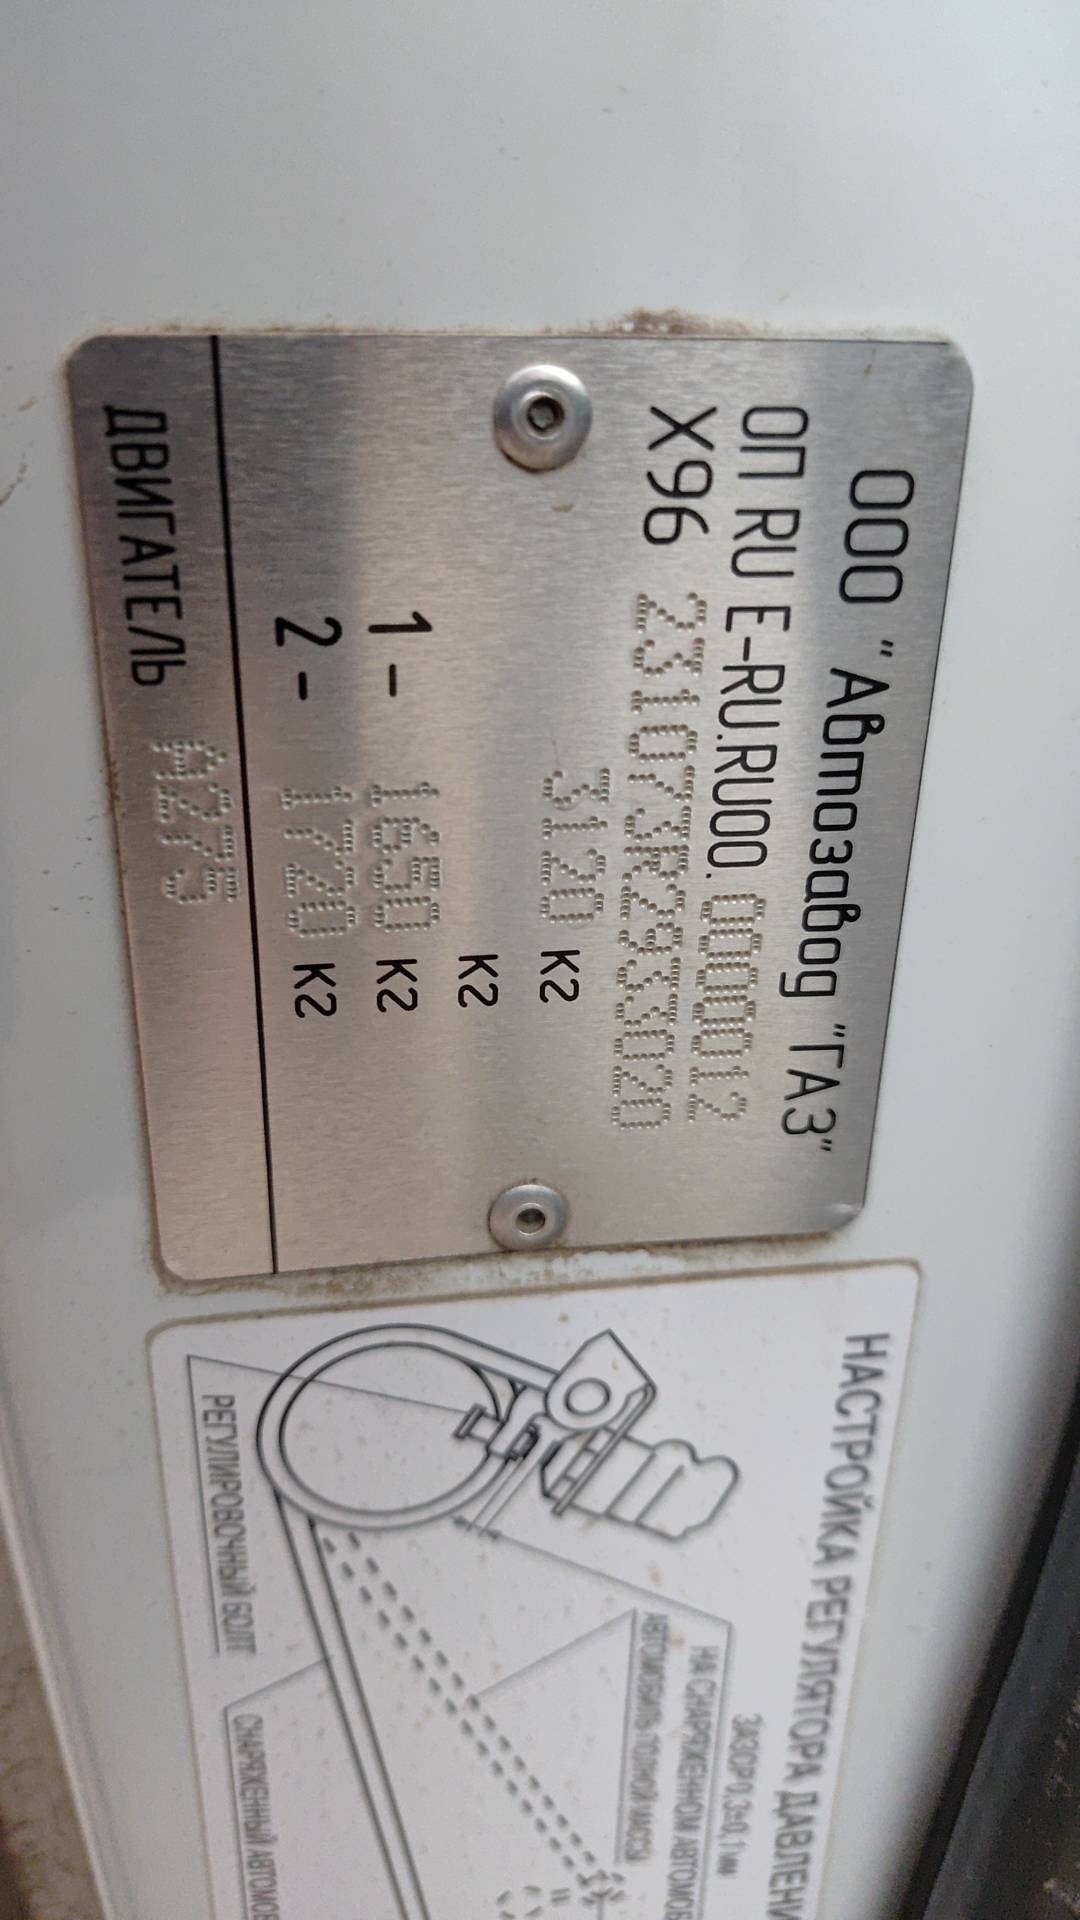 ООО "Автозавод "ГАЗ"
ОП RU E-RU.RU00. 0000012
X96 231073R2933020
3120 кг
кг
1- 1650 кг
2- 1720 кг
ДВИГАТЕЛЬ A275
НАСТРОЙКА РЕГУЛЯТОРА ДАВЛЕНИ
ЗАЗОР 0,3±0,1 мм
НА СНАРЯЖЕННОМ АВТОМОБ
АВТОМОБИЛЬ ПОЛНОЙ МАССЫ
РЕГУЛИРОВОЧНЫЙ БОЛТ
СНАРЯЖЕННЫЙ АВТОМОБ